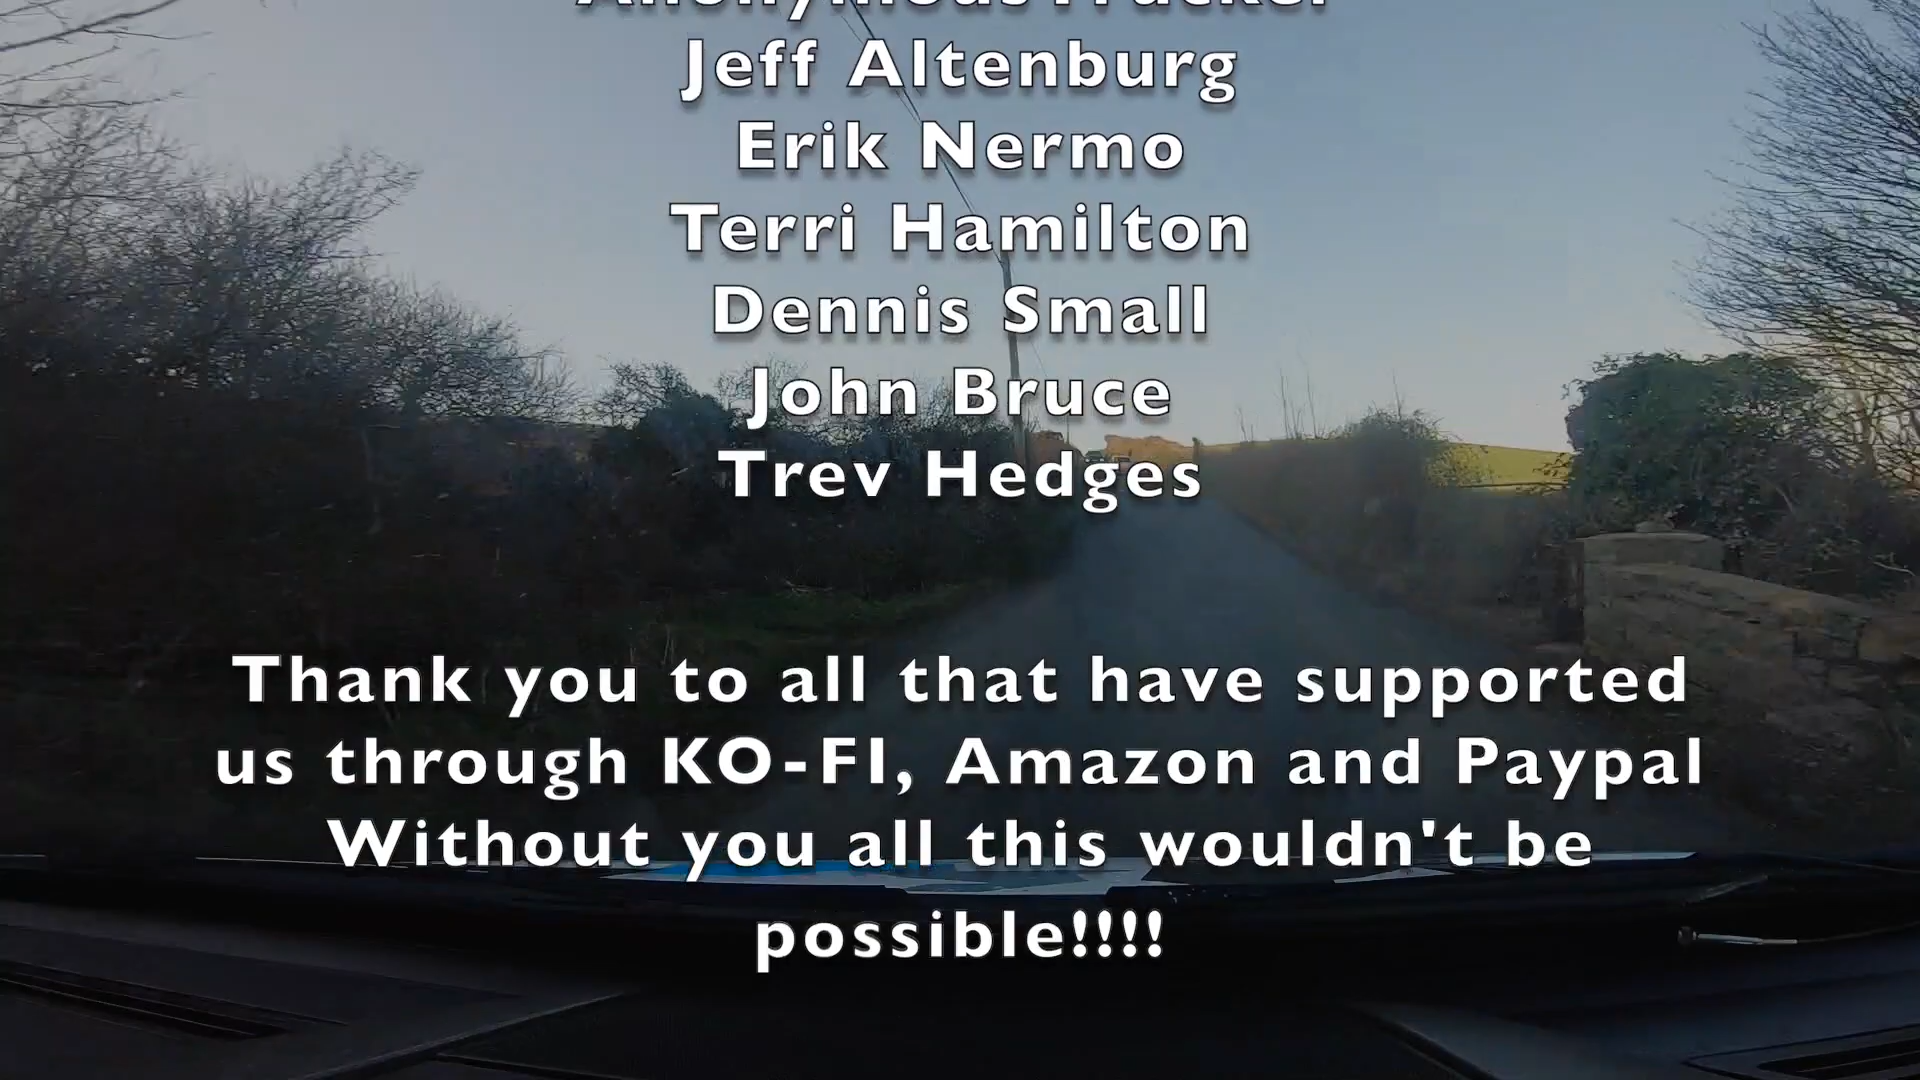 Jeff Altenburg
Erik Nermo
Terri Hamilton
Dennis Small
John Bruce
Trev Hedges
Thank you to all that have supported
us through KO-FI, Amazon and Paypal
Without you all this wouldn't be
possible!!!!